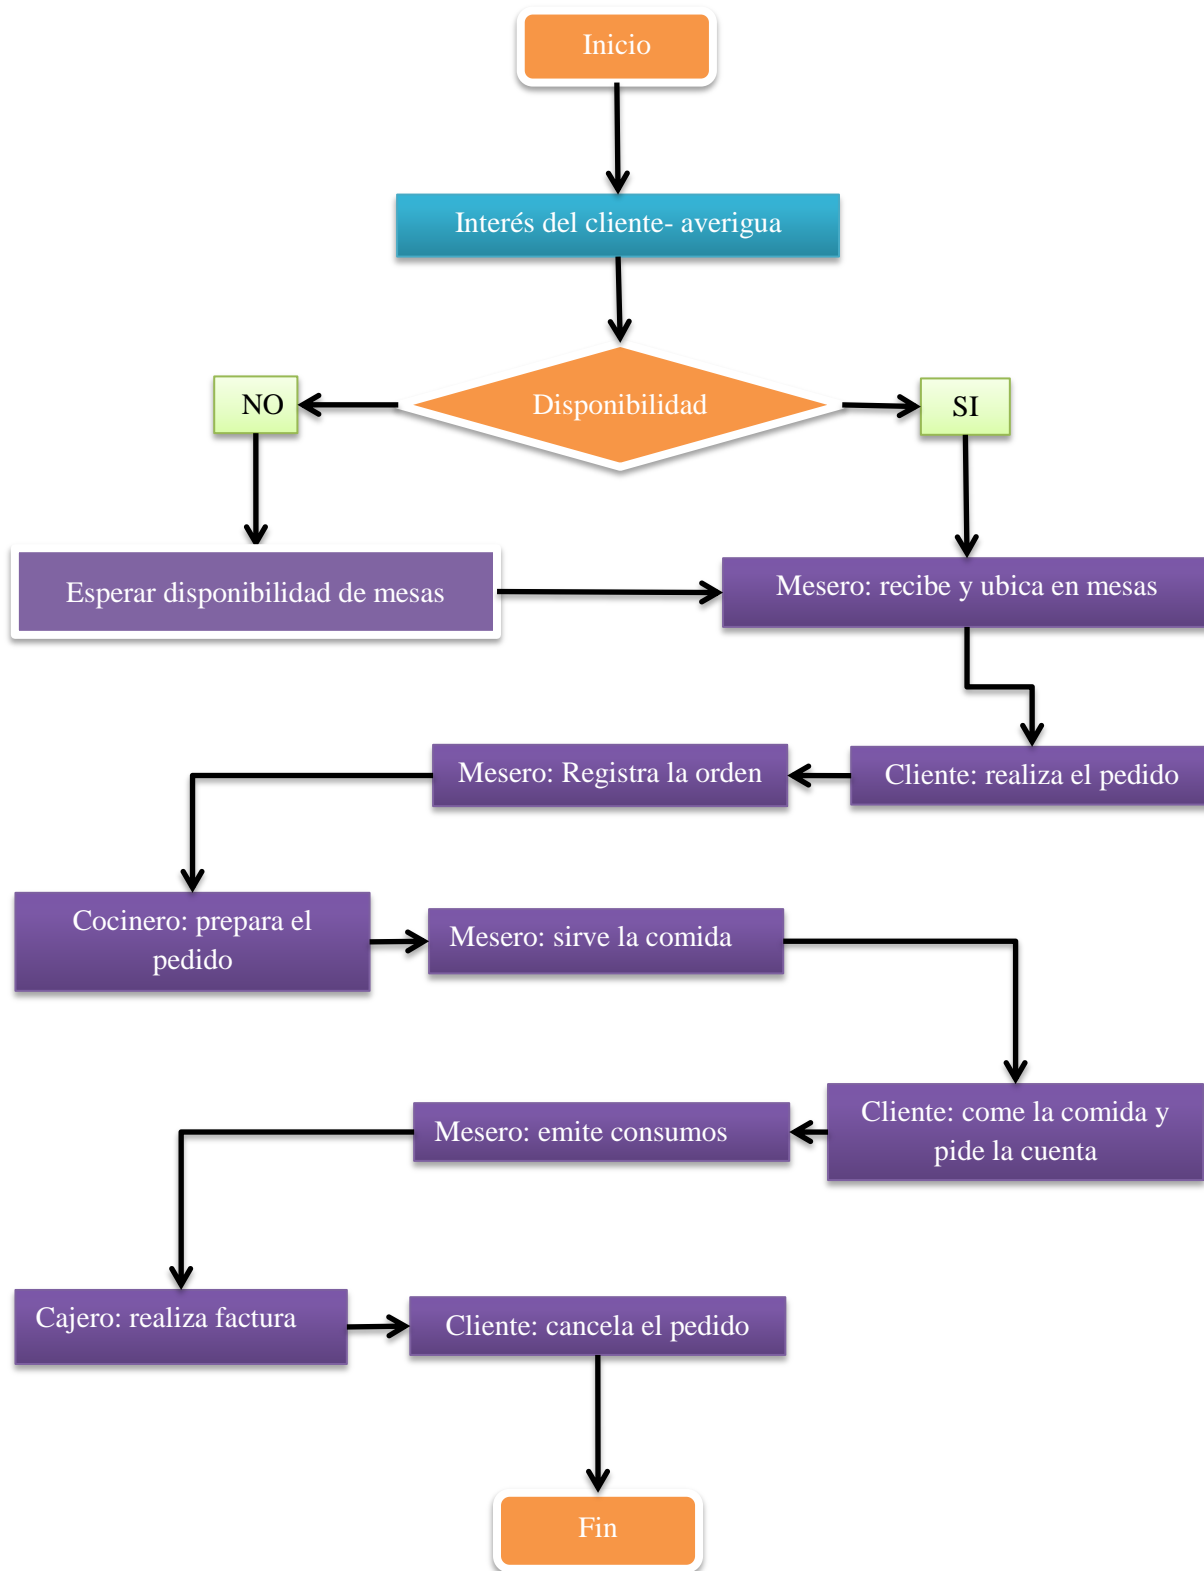 Inicio
Interés del cliente- averigua
Disponibilidad
NO
SI
Esperar disponibilidad de mesas
Mesero: recibe y ubica en mesas
Cliente: realiza el pedido
Mesero: Registra la orden
Cocinero: prepara el
pedido
Mesero: sirve la comida
Cliente: come la comida y
pide la cuenta
Mesero: emite consumos
Cajero: realiza factura
Cliente: cancela el pedido
Fin